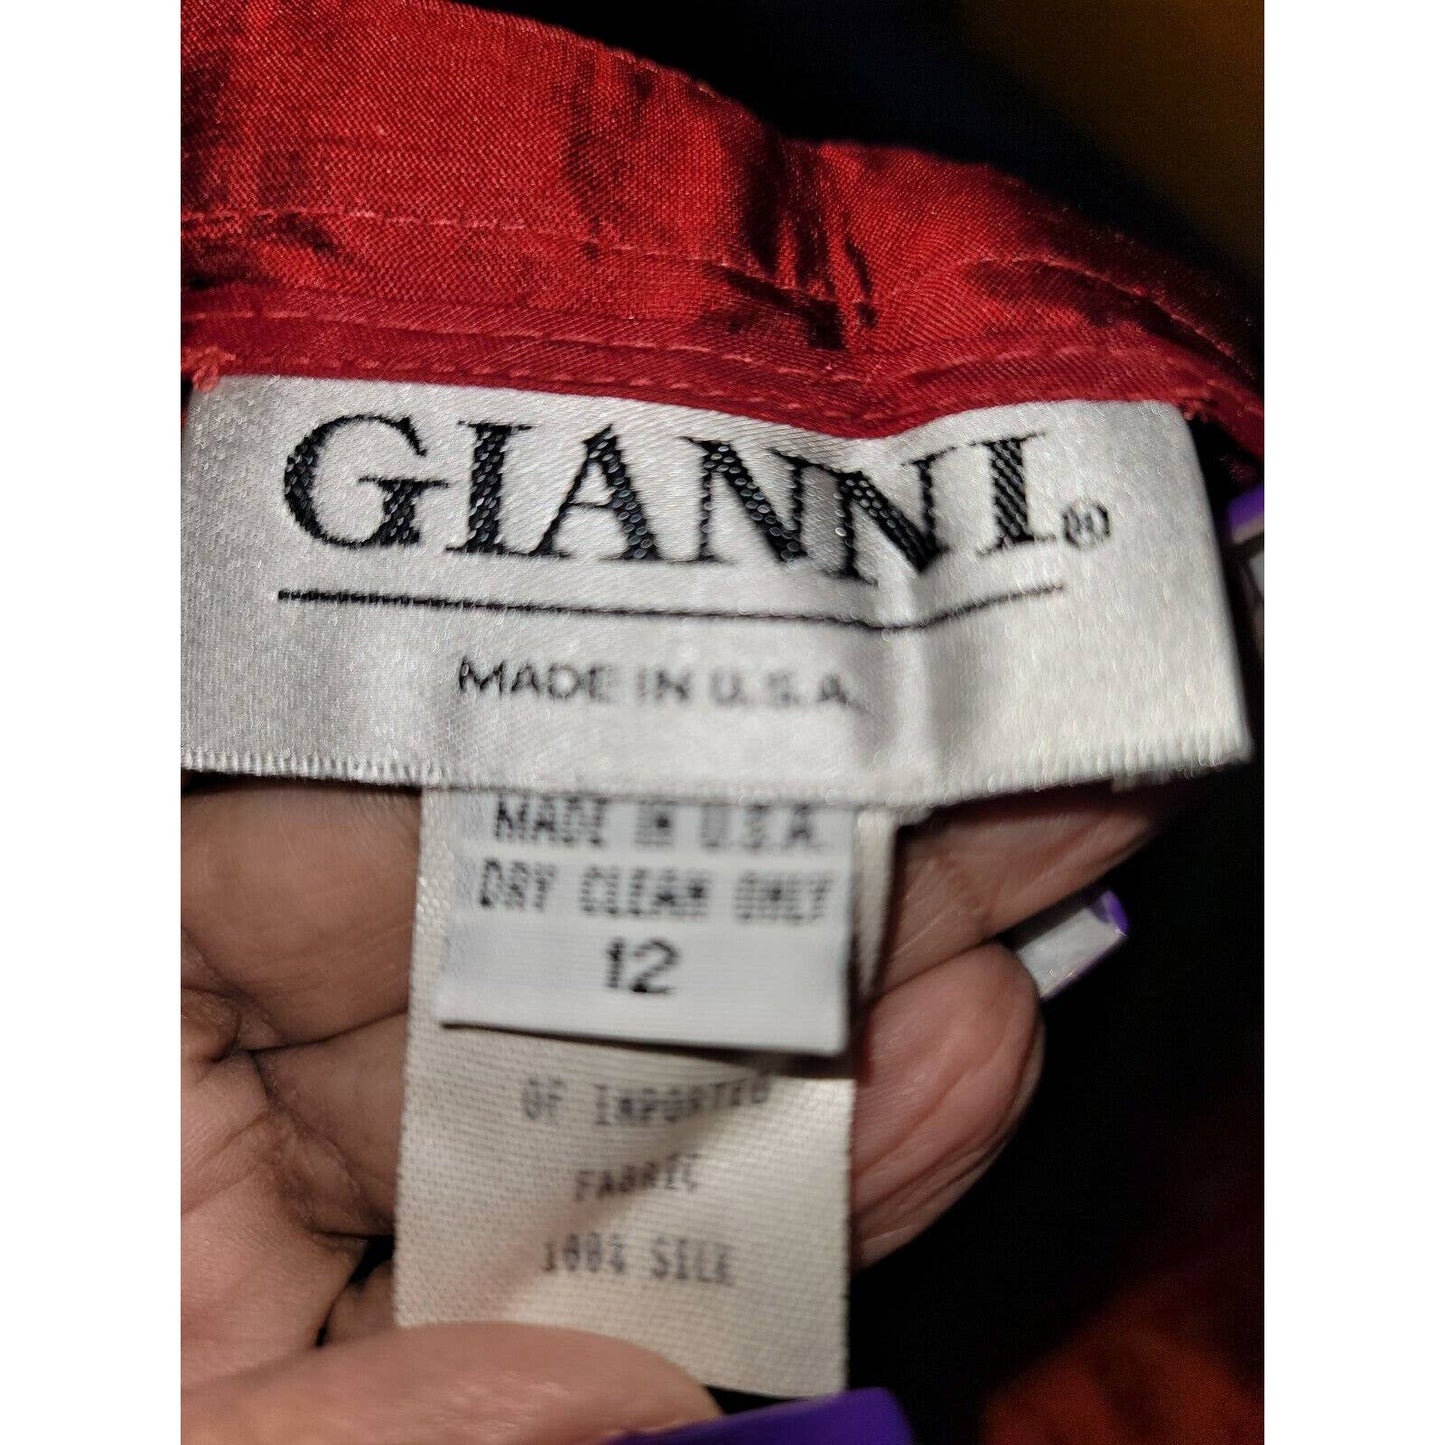 GIANNI®
MADE IN U.S.A.
MADE IN U.S.A.
DRY CLEAN ONLY
12
OF IMPORTED
FABRIC
100% SILK